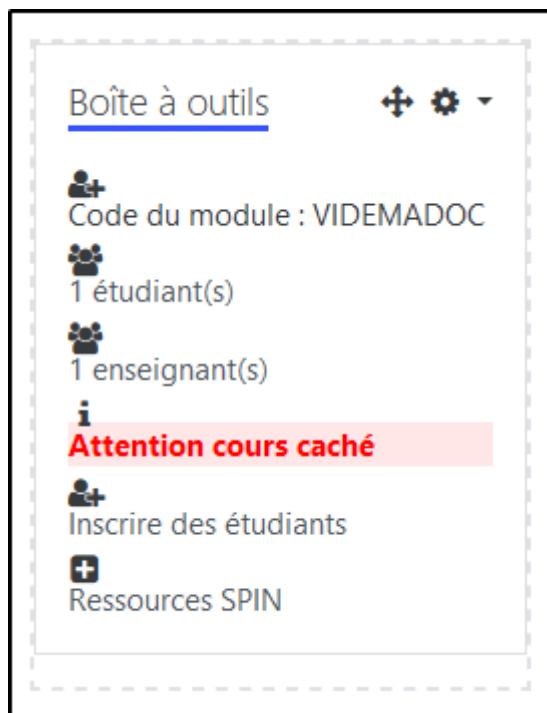 Boîte à outils
Code du module : VIDEMADOC
1 étudiant(s)
1 enseignant(s)
Attention cours caché
Inscrire des étudiants
Ressources SPIN